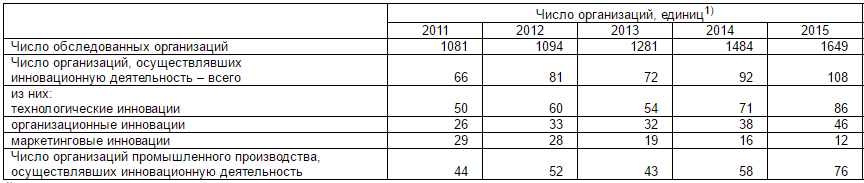 Число организаций, единиц1)
2011 2012 2013 2014 2015
Число обследованных организаций 1081 1094 1281 1484 1649
Число организаций, осуществлявших
инновационную деятельность – всего 66 81 72 92 108
из них:
технологические инновации 50 60 54 71 86
организационные инновации 26 33 32 38 46
маркетинговые инновации 29 28 19 16 12
Число организаций промышленного производства,
осуществлявших инновационную деятельность 44 52 43 58 76